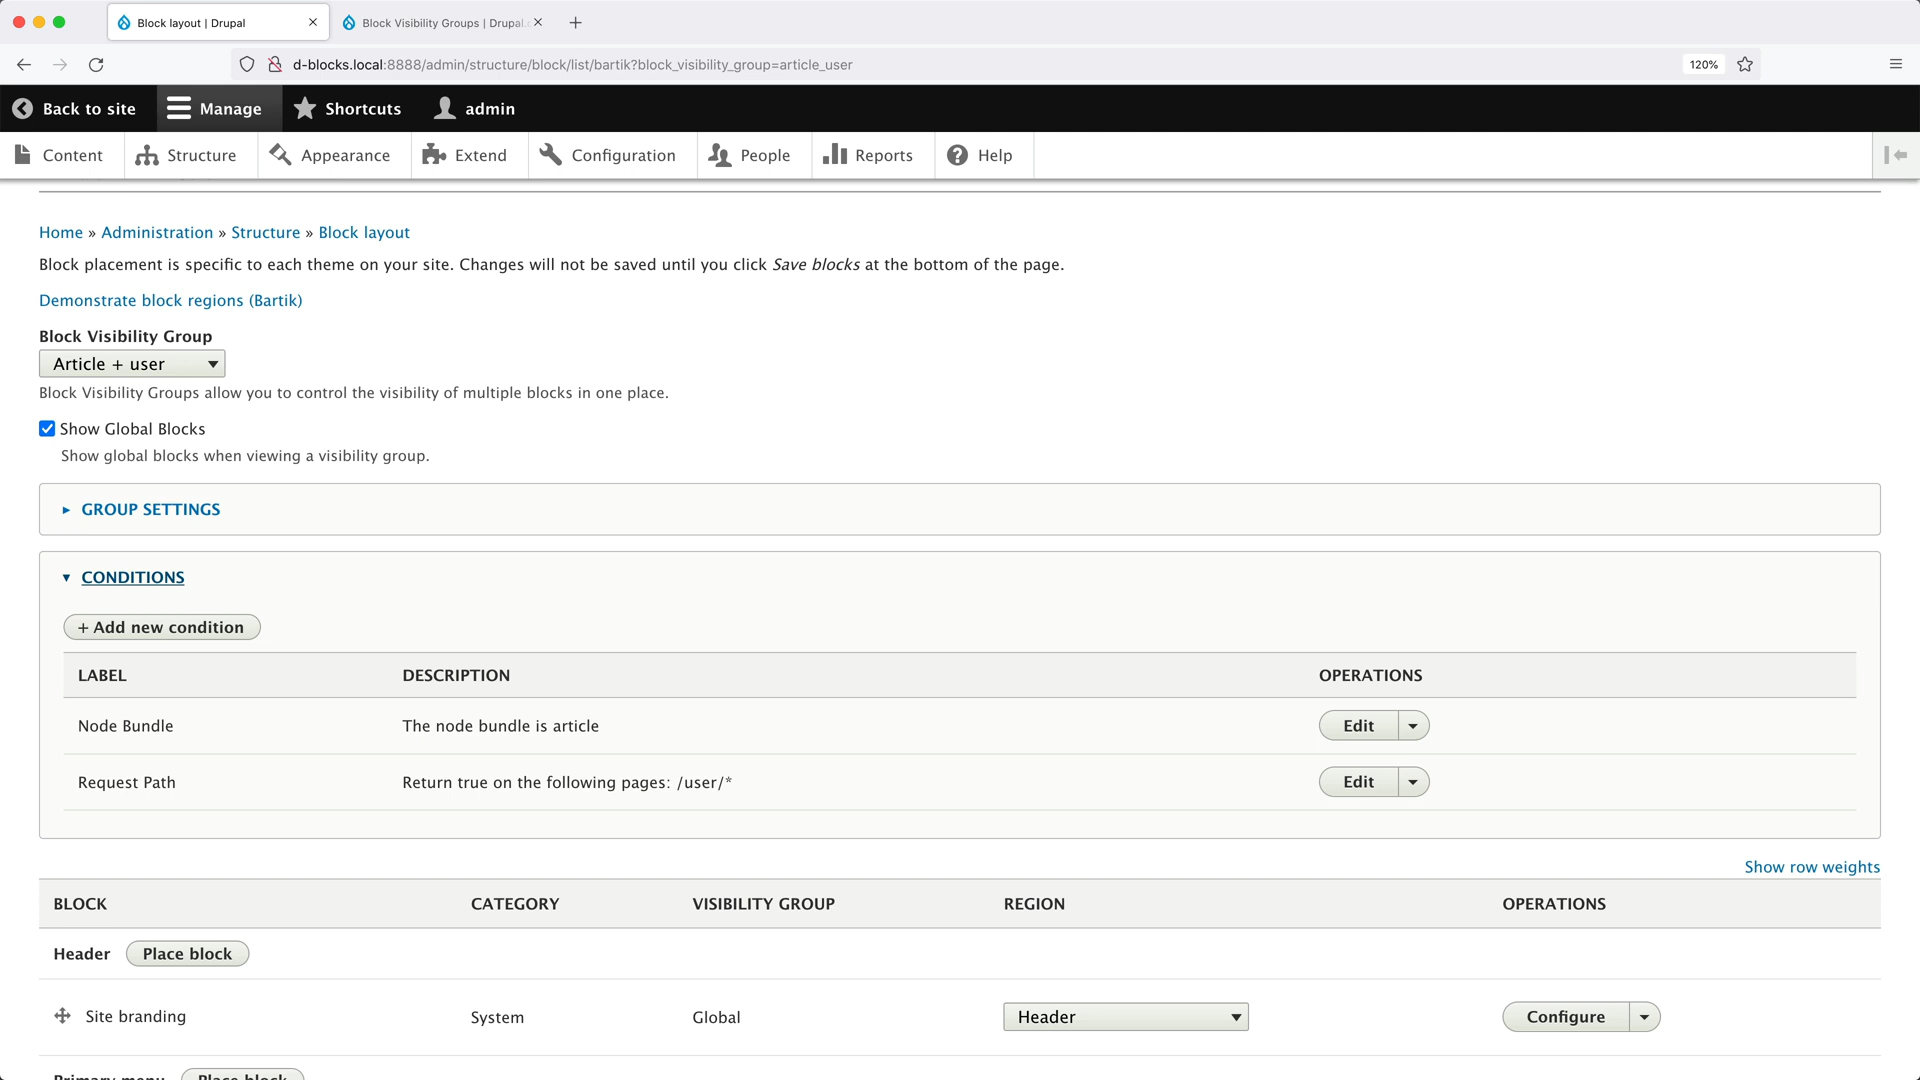 Block layout | Drupal
Block Visibility Groups | Drupal.
d-blocks.local:8888/admin/structure/block/list/bartik?block_visibility_group=article_user
120%
Back to site
Manage
Shortcuts
admin
Content
Structure
Appearance
Extend
Configuration
People
Reports
Help
Home » Administration » Structure » Block layout
Block placement is specific to each theme on your site. Changes will not be saved until you click Save blocks at the bottom of the page.
Demonstrate block regions (Bartik)
Block Visibility Group
Article + user
Block Visibility Groups allow you to control the visibility of multiple blocks in one place.
Show Global Blocks
Show global blocks when viewing a visibility group.
GROUP SETTINGS
CONDITIONS
+ Add new condition
LABEL DESCRIPTION OPERATIONS
Node Bundle The node bundle is article Edit
Request Path Return true on the following pages: /user/* Edit
Show row weights
BLOCK CATEGORY VISIBILITY GROUP REGION OPERATIONS
Header Place block
Site branding System Global Header Configure
Primary menu Place block